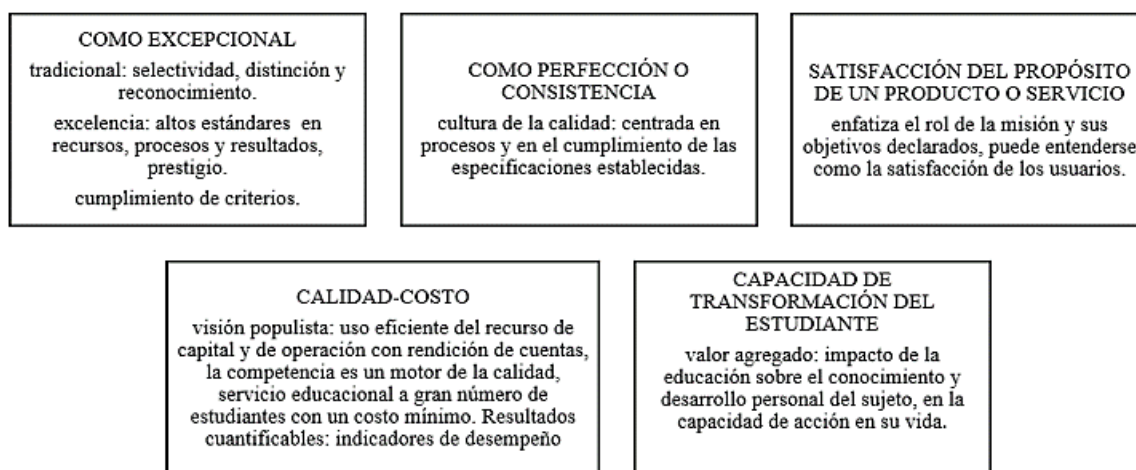 COMO EXCEPCIONAL
tradicional: selectividad, distinción y
reconocimiento.
excelencia: altos estándares en
recursos, procesos y resultados,
prestigio.
cumplimiento de criterios.
COMO PERFECCIÓN O
CONSISTENCIA
cultura de la calidad: centrada en
procesos y en el cumplimiento de las
especificaciones establecidas.
SATISFACCIÓN DEL PROPÓSITO
DE UN PRODUCTO O SERVICIO
enfatiza el rol de la misión y sus
objetivos declarados, puede entenderse
como la satisfacción de los usuarios.
CALIDAD-COSTO
visión populista: uso eficiente del recurso de
capital y de operación con rendición de cuentas,
la competencia es un motor de la calidad,
servicio educacional a gran número de
estudiantes con un costo mínimo. Resultados
cuantificables: indicadores de desempeño
CAPACIDAD DE
TRANSFORMACIÓN DEL
ESTUDIANTE
valor agregado: impacto de la
educación sobre el conocimiento y
desarrollo personal del sujeto, en la
capacidad de acción en su vida.